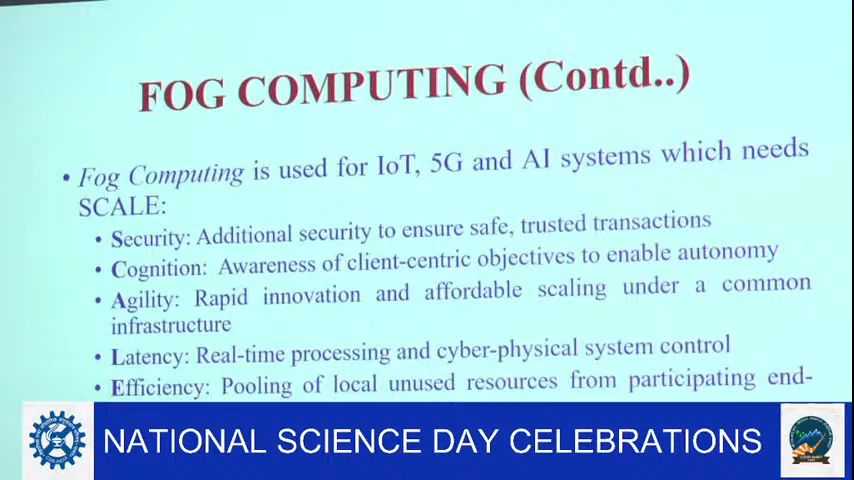 FOG COMPUTING (Contd..)
• Fog Computing is used for IoT, 5G and AI systems which needs
SCALE:
• Security: Additional security to ensure safe, trusted transactions
• Cognition: Awareness of client-centric objectives to enable autonomy
• Agility: Rapid innovation and affordable scaling under a common
infrastructure
• Latency: Real-time processing and cyber-physical system control
• Efficiency: Pooling of local unused resources from participating end-
NATIONAL SCIENCE DAY CELEBRATIONS